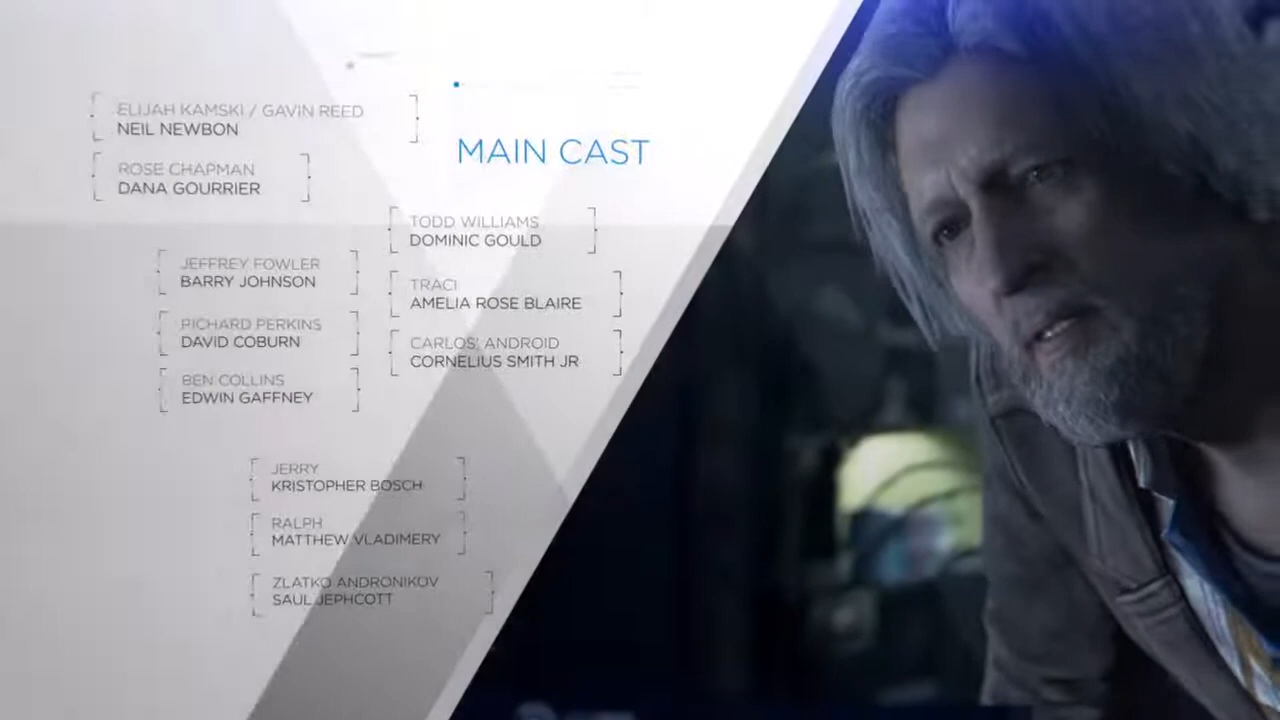 MAIN CAST
ELIJAH KAMSKI / GAVIN REED
NEIL NEWBON
ROSE CHAPMAN
DANA GOURRIER
TODD WILLIAMS
DOMINIC GOULD
JEFFREY FOWLER
BARRY JOHNSON
TRACI
AMELIA ROSE BLAIRE
PICHARD PERKINS
DAVID COBURN
CARLOS' ANDROID
CORNELIUS SMITH JR
BEN COLLINS
EDWIN GAFFNEY
JERRY
KRISTOPHER BOSCH
RALPH
MATTHEW VLADIMERY
ZLATKO ANDRONIKOV
SAUL JEPHCOTT